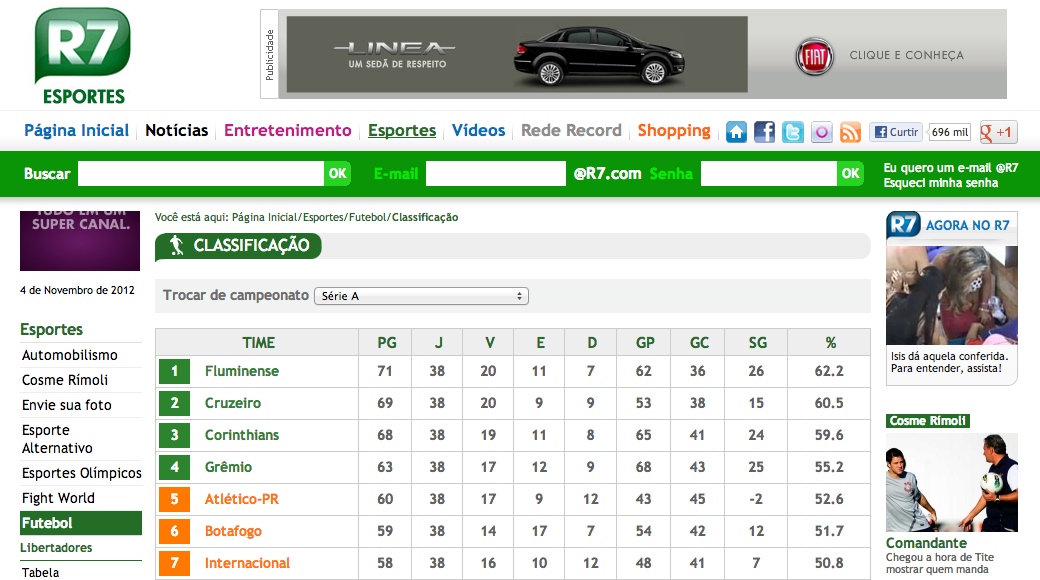 R7
ESPORTES
Publicidade
LINEA
UM SEDÃ DE RESPEITO
FIAT
CLIQUE E CONHEÇA
Página Inicial Notícias Entretenimento Esportes Vídeos Rede Record Shopping Curtir 696 mil +1
Buscar OK E-mail @R7.com Senha OK
Eu quero um e-mail @R7
Esqueci minha senha
TUDO EM UM
SUPER CANAL.
4 de Novembro de 2012
Esportes
Automobilismo
Cosme Rímoli
Envie sua foto
Esporte
Alternativo
Esportes Olímpicos
Fight World
Futebol
Libertadores
Tabela
Você está aqui: Página Inicial/Esportes/Futebol/Classificação
CLASSIFICAÇÃO
Trocar de campeonato Série A
TIME PG J V E D GP GC SG %
1 Fluminense 71 38 20 11 7 62 36 26 62.2
2 Cruzeiro 69 38 20 9 9 53 38 15 60.5
3 Corinthians 68 38 19 11 8 65 41 24 59.6
4 Grêmio 63 38 17 12 9 68 43 25 55.2
5 Atlético-PR 60 38 17 9 12 43 45 -2 52.6
6 Botafogo 59 38 14 17 7 54 42 12 51.7
7 Internacional 58 38 16 10 12 48 41 7 50.8
R7 AGORA NO R7
Isis dá aquela conferida.
Para entender, assista!
Cosme Rímoli
Comandante
Chegou a hora de Tite
mostrar quem manda